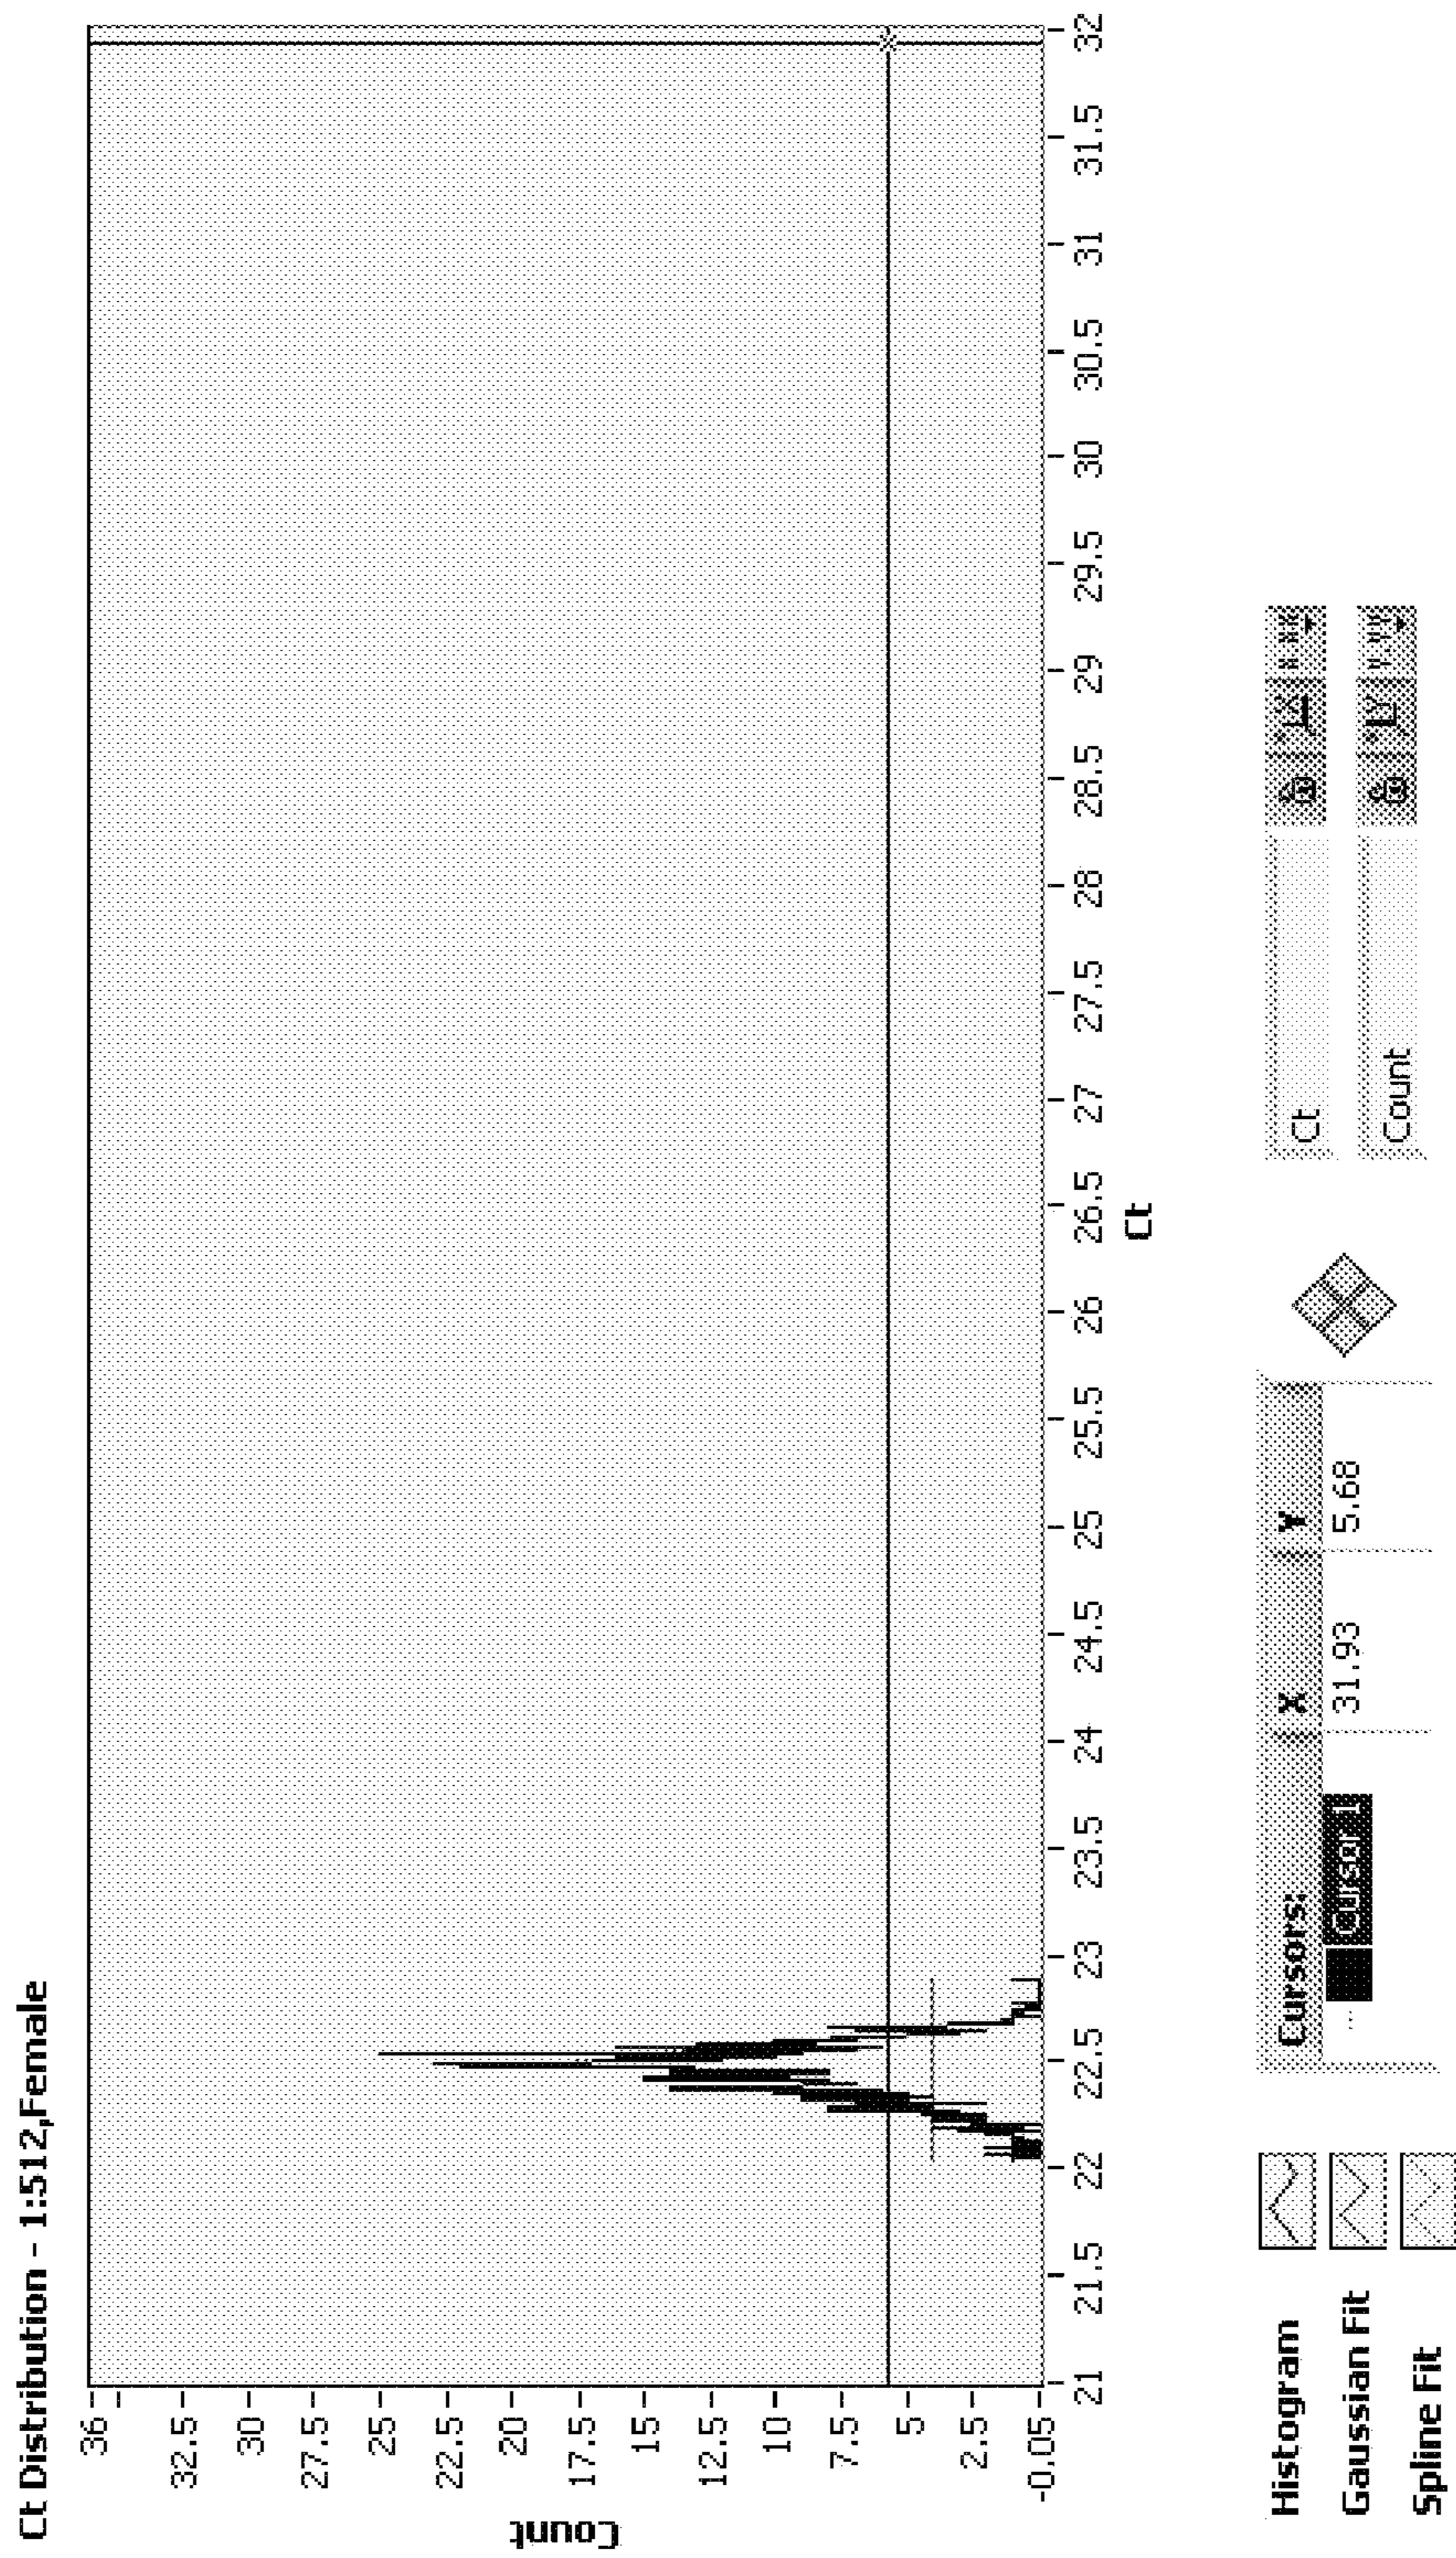 Ct Distribution - 1:512,Female
Count
36
32.5
30
27.5
25
22.5
20
17.5
15
12.5
10
7.5
5
2.5
-0.05
21 21.5 22 22.5 23 23.5 24 24.5 25 25.5 26 26.5 27 27.5 28 28.5 29 29.5 30 30.5 31 31.5 32
Ct
Histogram
Gaussian Fit
Spline Fit
Cursors: X Y
Cursor 1 31.93 5.68
Ct
Count